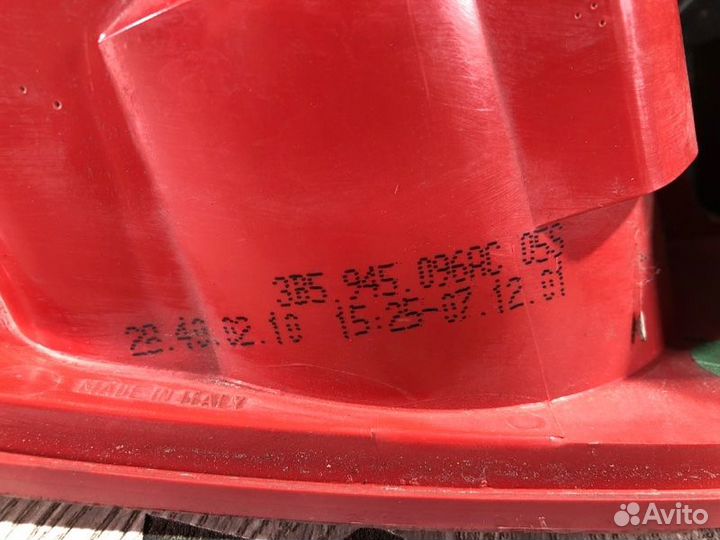 3B5.945.096AC 05S
28.40.02.10 15:25-07.12.01
MADE IN ITALY
Avito